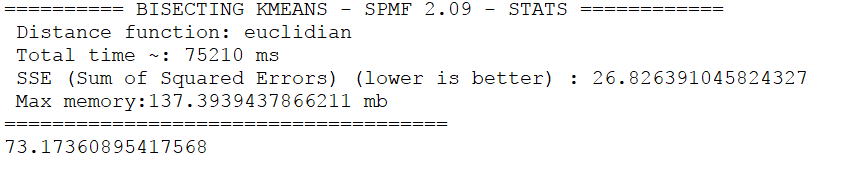 ========== BISECTING KMEANS - SPMF 2.09 - STATS ============
Distance function: euclidian
Total time ~: 75210 ms
SSE (Sum of Squared Errors) (lower is better) : 26.826391045824327
Max memory:137.3939437866211 mb
=====================================
73.17360895417568